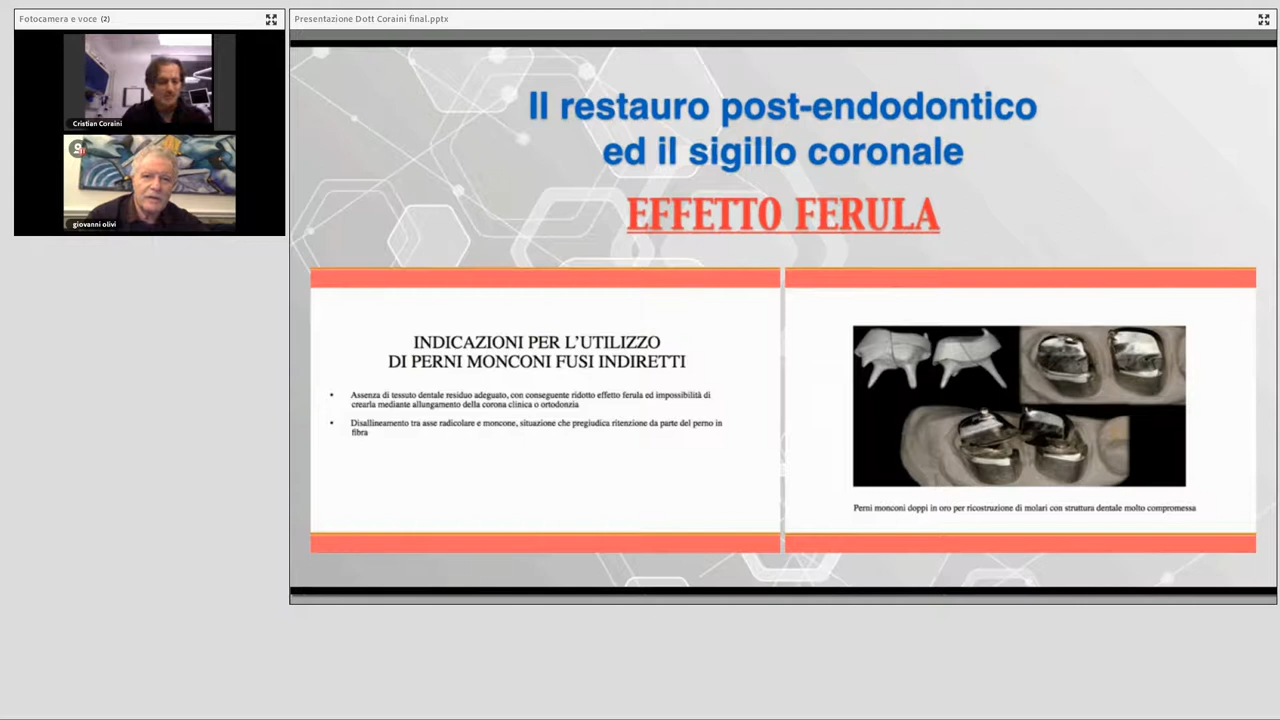 Fotocamera e voce (2)
Cristian Coraini
giovanni olivi
Presentazione Dott Coraini final.pptx
Il restauro post-endodontico
ed il sigillo coronale
EFFETTO FERULA
INDICAZIONI PER L'UTILIZZO
DI PERNI MONCONI FUSI INDIRETTI
• Assenza di tessuto dentale residuo adeguato, con conseguente ridotto effetto ferula ed impossibilità di
crearla mediante allungamento della corona clinica o ortodonzia
• Disallineamento tra asse radicolare e moncone, situazione che pregiudica ritenzione da parte del perno in
fibra
Perni monconi doppi in oro per ricostruzione di molari con struttura dentale molto compromessa